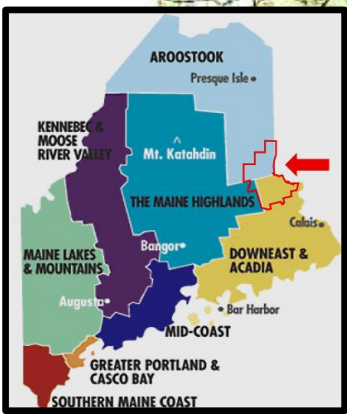 AROOSTOOK
Presque Isle
KENNEBEC &
MOOSE
RIVER VALLEY
Mt. Katahdin
THE MAINE HIGHLANDS
Calais
MAINE LAKES
& MOUNTAINS
Bangor
DOWNEAST &
ACADIA
Augusta
Bar Harbor
MID-COAST
GREATER PORTLAND &
CASCO BAY
SOUTHERN MAINE COAST